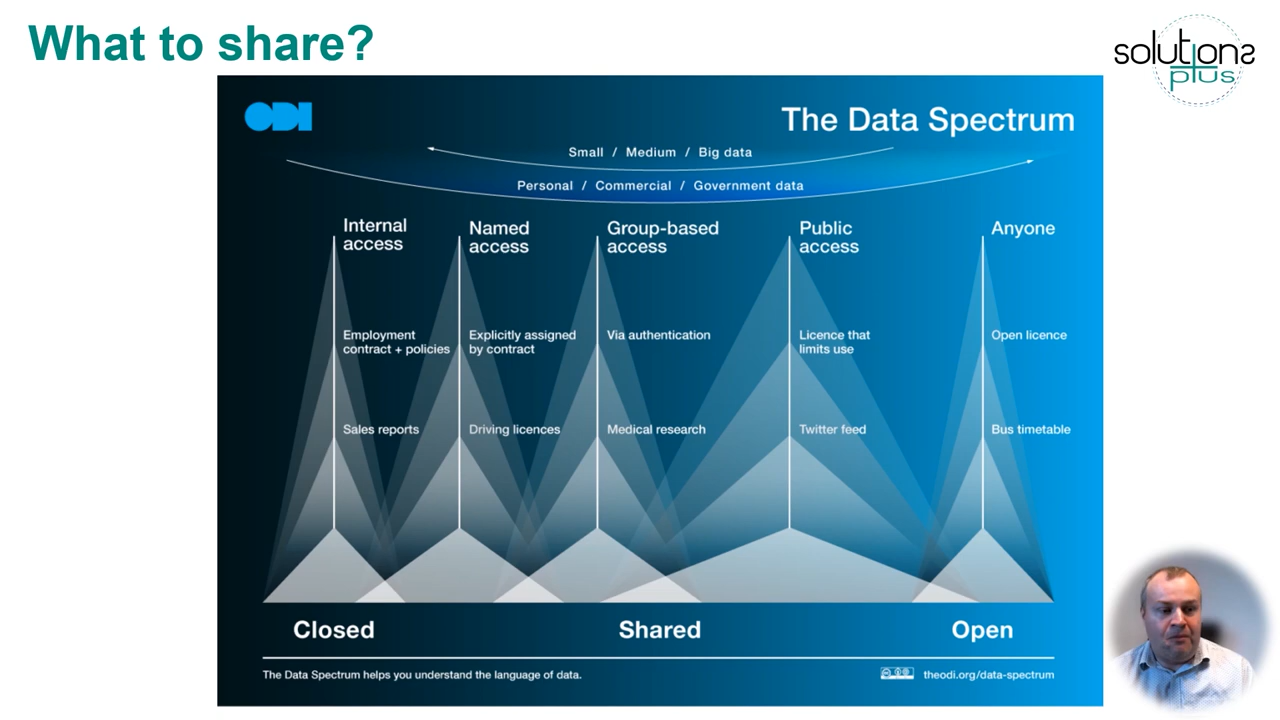 What to share?
solutions
plus
ODI
The Data Spectrum
Small / Medium / Big data
Personal / Commercial / Government data
Internal
access
Named
access
Group-based
access
Public
access
Anyone
Employment
contract + policies
Explicitly assigned
by contract
Via authentication
Licence that
limits use
Open licence
Sales reports
Driving licences
Medical research
Twitter feed
Bus timetable
Closed
Shared
Open
The Data Spectrum helps you understand the language of data.
theodi.org/data-spectrum